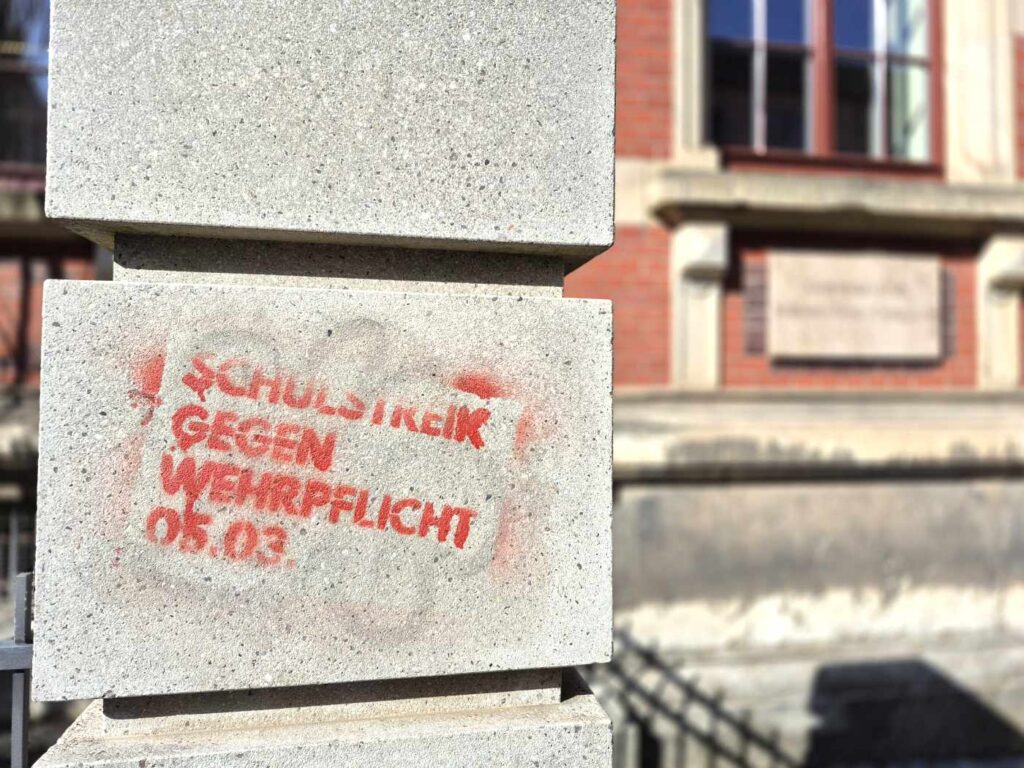 SCHULSTREIK
GEGEN
WEHRPFLICHT
05.03.